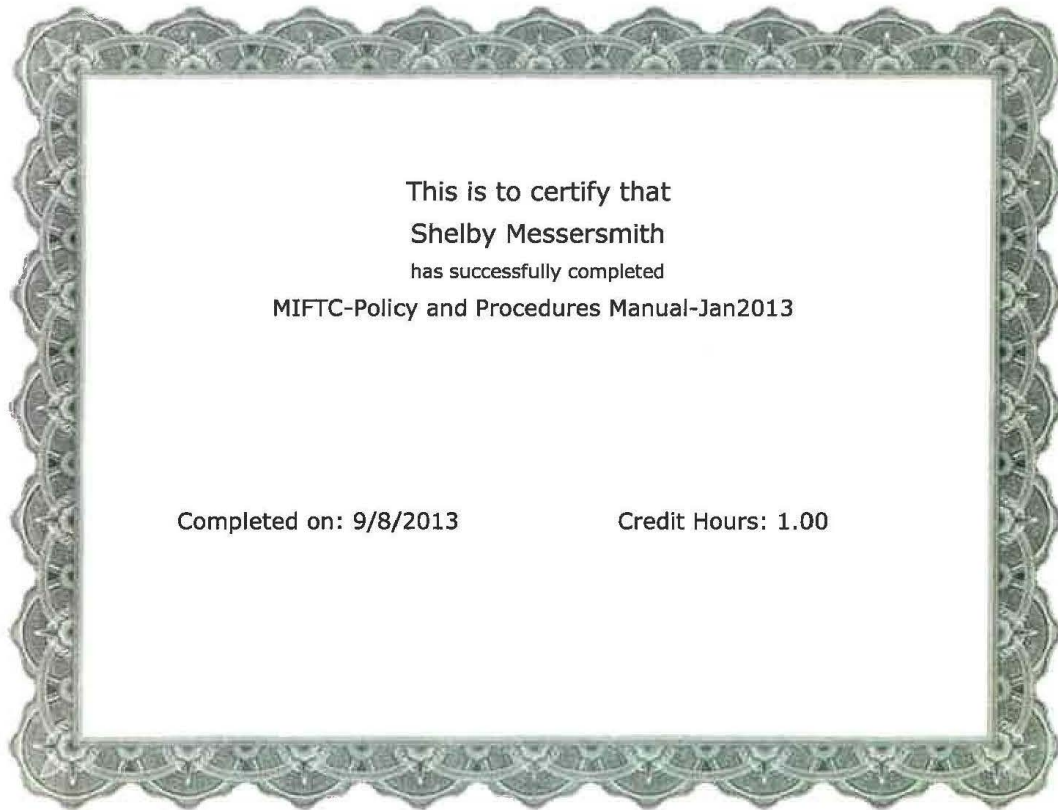 This is to certify that
Shelby Messersmith
has successfully completed
MIFTC-Policy and Procedures Manual-Jan2013
Completed on: 9/8/2013 Credit Hours: 1.00